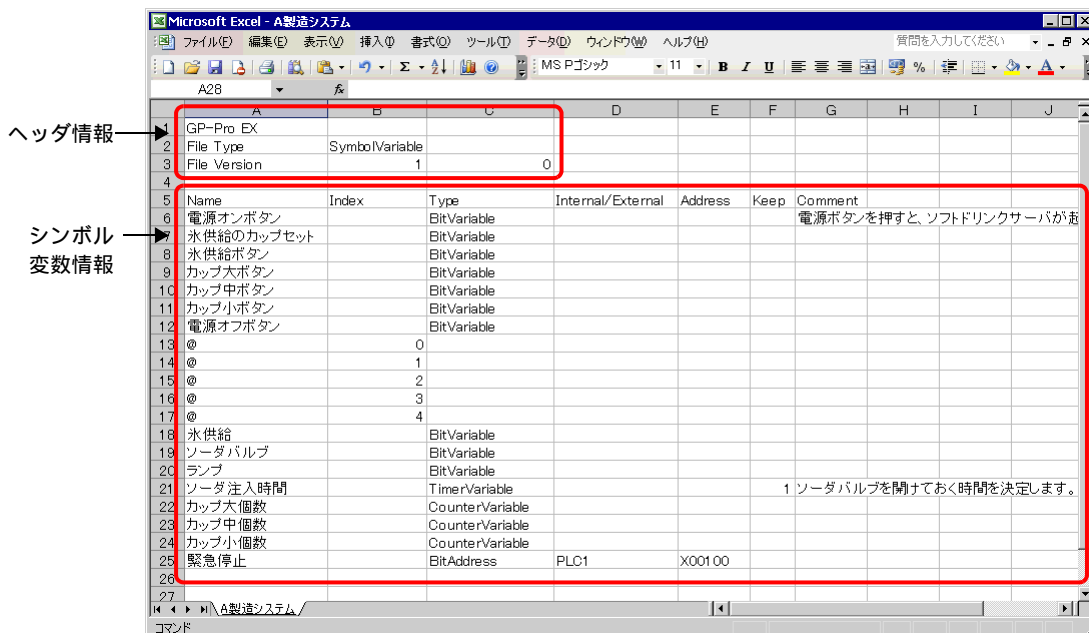 Microsoft Excel - A製造システム
ファイル(F) 編集(E) 表示(V) 挿入(I) 書式(O) ツール(T) データ(D) ウィンドウ(W) ヘルプ(H) 質問を入力してください
MS Pゴシック 11 B I U % A
A28 fx
A B C D E F G H I J
ヘッダ情報
1 GP-Pro EX
2 File Type SymbolVariable
3 File Version 1 0
4
5 Name Index Type Internal/External Address Keep Comment
6 電源オンボタン BitVariable 電源ボタンを押すと、ソフトドリンクサーバが起
シンボル
変数情報
7 氷供給のカップセット BitVariable
8 氷供給ボタン BitVariable
9 カップ大ボタン BitVariable
10 カップ中ボタン BitVariable
11 カップ小ボタン BitVariable
12 電源オフボタン BitVariable
13 @ 0
14 @ 1
15 @ 2
16 @ 3
17 @ 4
18 氷供給 BitVariable
19 ソーダバルブ BitVariable
20 ランプ BitVariable
21 ソーダ注入時間 TimerVariable 1 ソーダバルブを開けておく時間を決定します。
22 カップ大個数 CounterVariable
23 カップ中個数 CounterVariable
24 カップ小個数 CounterVariable
25 緊急停止 BitAddress PLC1 X00100
26
27
A製造システム
コマンド